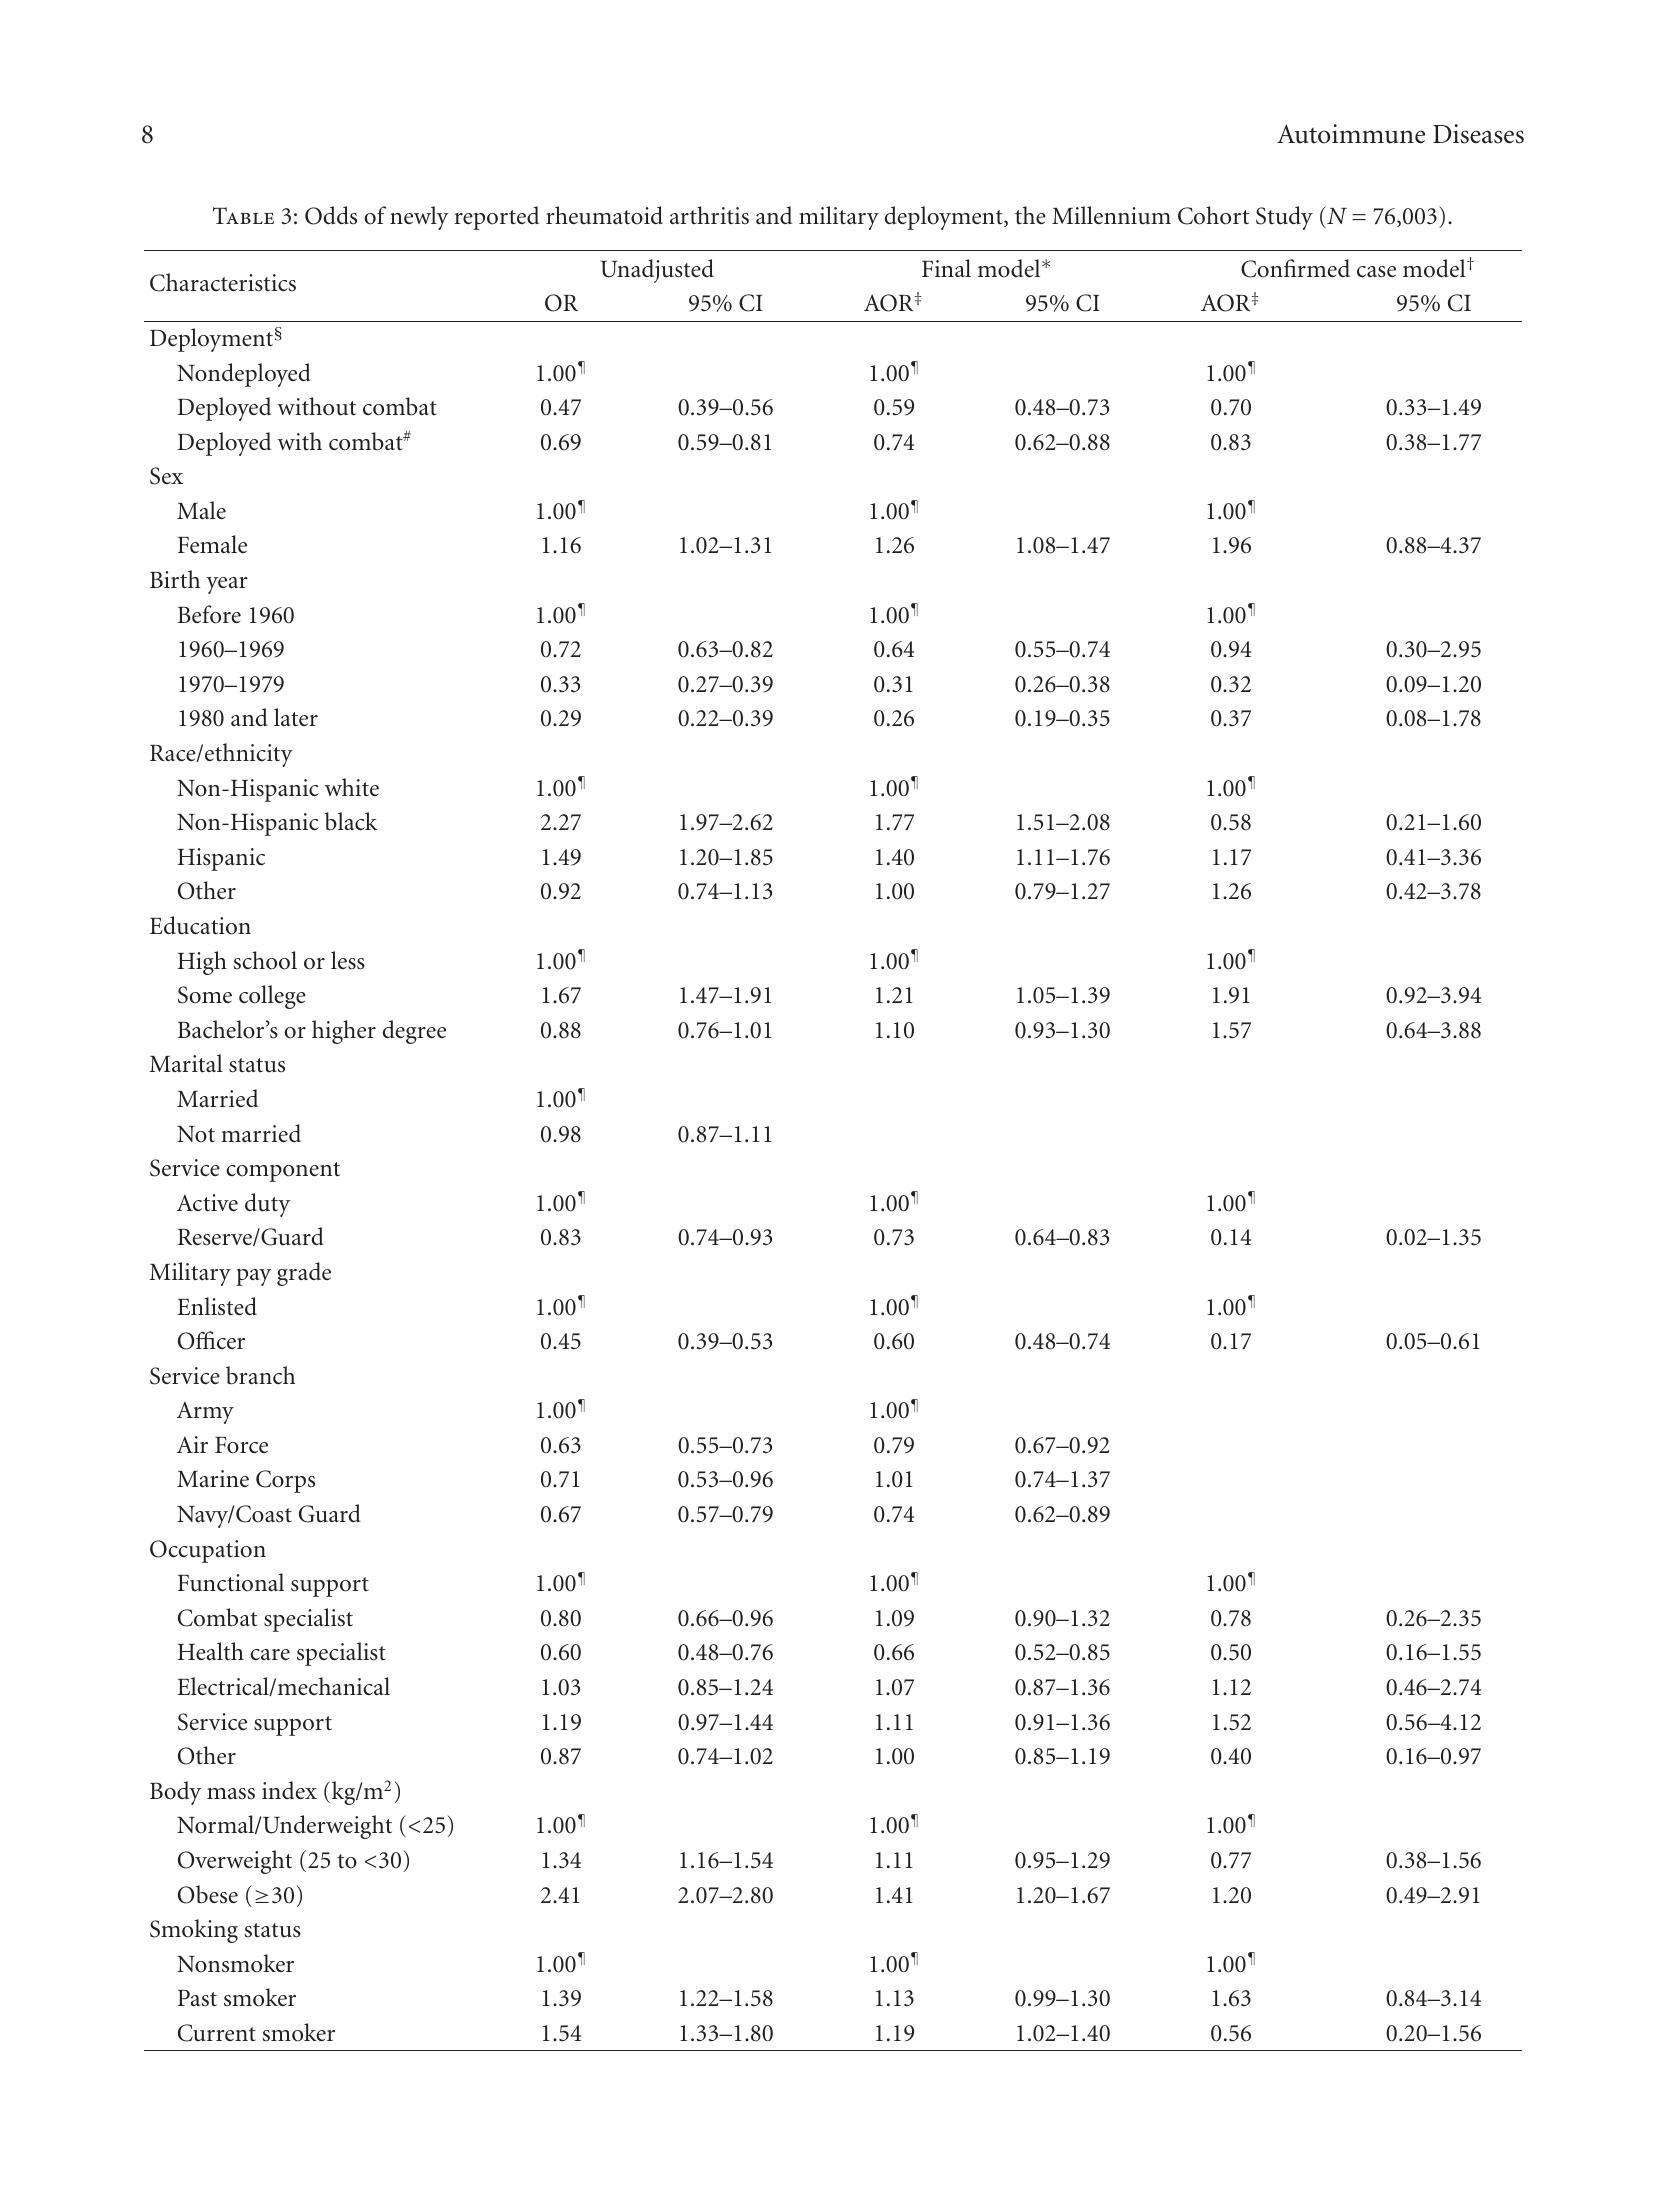 8 Autoimmune Diseases
Table 3: Odds of newly reported rheumatoid arthritis and military deployment, the Millennium Cohort Study (N = 76,003).
Characteristics Unadjusted Final model* Confirmed case model†
OR 95% CI AOR‡ 95% CI AOR‡ 95% CI
Deployment§
Nondeployed 1.00¶ 1.00¶ 1.00¶
Deployed without combat 0.47 0.39–0.56 0.59 0.48–0.73 0.70 0.33–1.49
Deployed with combat# 0.69 0.59–0.81 0.74 0.62–0.88 0.83 0.38–1.77
Sex
Male 1.00¶ 1.00¶ 1.00¶
Female 1.16 1.02–1.31 1.26 1.08–1.47 1.96 0.88–4.37
Birth year
Before 1960 1.00¶ 1.00¶ 1.00¶
1960–1969 0.72 0.63–0.82 0.64 0.55–0.74 0.94 0.30–2.95
1970–1979 0.33 0.27–0.39 0.31 0.26–0.38 0.32 0.09–1.20
1980 and later 0.29 0.22–0.39 0.26 0.19–0.35 0.37 0.08–1.78
Race/ethnicity
Non-Hispanic white 1.00¶ 1.00¶ 1.00¶
Non-Hispanic black 2.27 1.97–2.62 1.77 1.51–2.08 0.58 0.21–1.60
Hispanic 1.49 1.20–1.85 1.40 1.11–1.76 1.17 0.41–3.36
Other 0.92 0.74–1.13 1.00 0.79–1.27 1.26 0.42–3.78
Education
High school or less 1.00¶ 1.00¶ 1.00¶
Some college 1.67 1.47–1.91 1.21 1.05–1.39 1.91 0.92–3.94
Bachelor’s or higher degree 0.88 0.76–1.01 1.10 0.93–1.30 1.57 0.64–3.88
Marital status
Married 1.00¶
Not married 0.98 0.87–1.11
Service component
Active duty 1.00¶ 1.00¶ 1.00¶
Reserve/Guard 0.83 0.74–0.93 0.73 0.64–0.83 0.14 0.02–1.35
Military pay grade
Enlisted 1.00¶ 1.00¶ 1.00¶
Officer 0.45 0.39–0.53 0.60 0.48–0.74 0.17 0.05–0.61
Service branch
Army 1.00¶ 1.00¶
Air Force 0.63 0.55–0.73 0.79 0.67–0.92
Marine Corps 0.71 0.53–0.96 1.01 0.74–1.37
Navy/Coast Guard 0.67 0.57–0.79 0.74 0.62–0.89
Occupation
Functional support 1.00¶ 1.00¶ 1.00¶
Combat specialist 0.80 0.66–0.96 1.09 0.90–1.32 0.78 0.26–2.35
Health care specialist 0.60 0.48–0.76 0.66 0.52–0.85 0.50 0.16–1.55
Electrical/mechanical 1.03 0.85–1.24 1.07 0.87–1.36 1.12 0.46–2.74
Service support 1.19 0.97–1.44 1.11 0.91–1.36 1.52 0.56–4.12
Other 0.87 0.74–1.02 1.00 0.85–1.19 0.40 0.16–0.97
Body mass index (kg/m²)
Normal/Underweight (<25) 1.00¶ 1.00¶ 1.00¶
Overweight (25 to <30) 1.34 1.16–1.54 1.11 0.95–1.29 0.77 0.38–1.56
Obese (≥30) 2.41 2.07–2.80 1.41 1.20–1.67 1.20 0.49–2.91
Smoking status
Nonsmoker 1.00¶ 1.00¶ 1.00¶
Past smoker 1.39 1.22–1.58 1.13 0.99–1.30 1.63 0.84–3.14
Current smoker 1.54 1.33–1.80 1.19 1.02–1.40 0.56 0.20–1.56